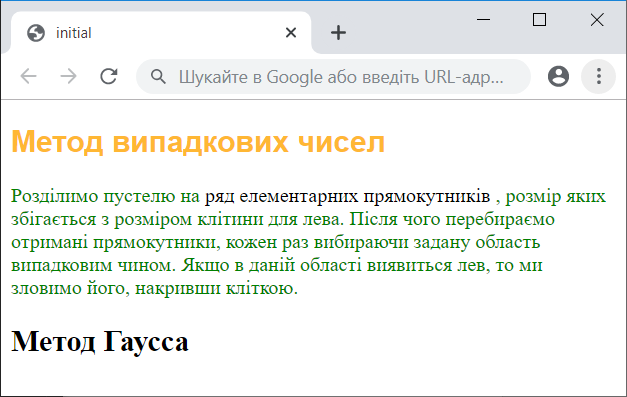 initial
Шукайте в Google або введіть URL-адр...
Метод випадкових чисел
Розділимо пустелю на ряд елементарних прямокутників , розмір яких
збігається з розміром клітини для лева. Після чого перебираємо
отримані прямокутники, кожен раз вибираючи задану область
випадковим чином. Якщо в даній області виявиться лев, то ми
зловимо його, накривши кліткою.
Метод Гаусса